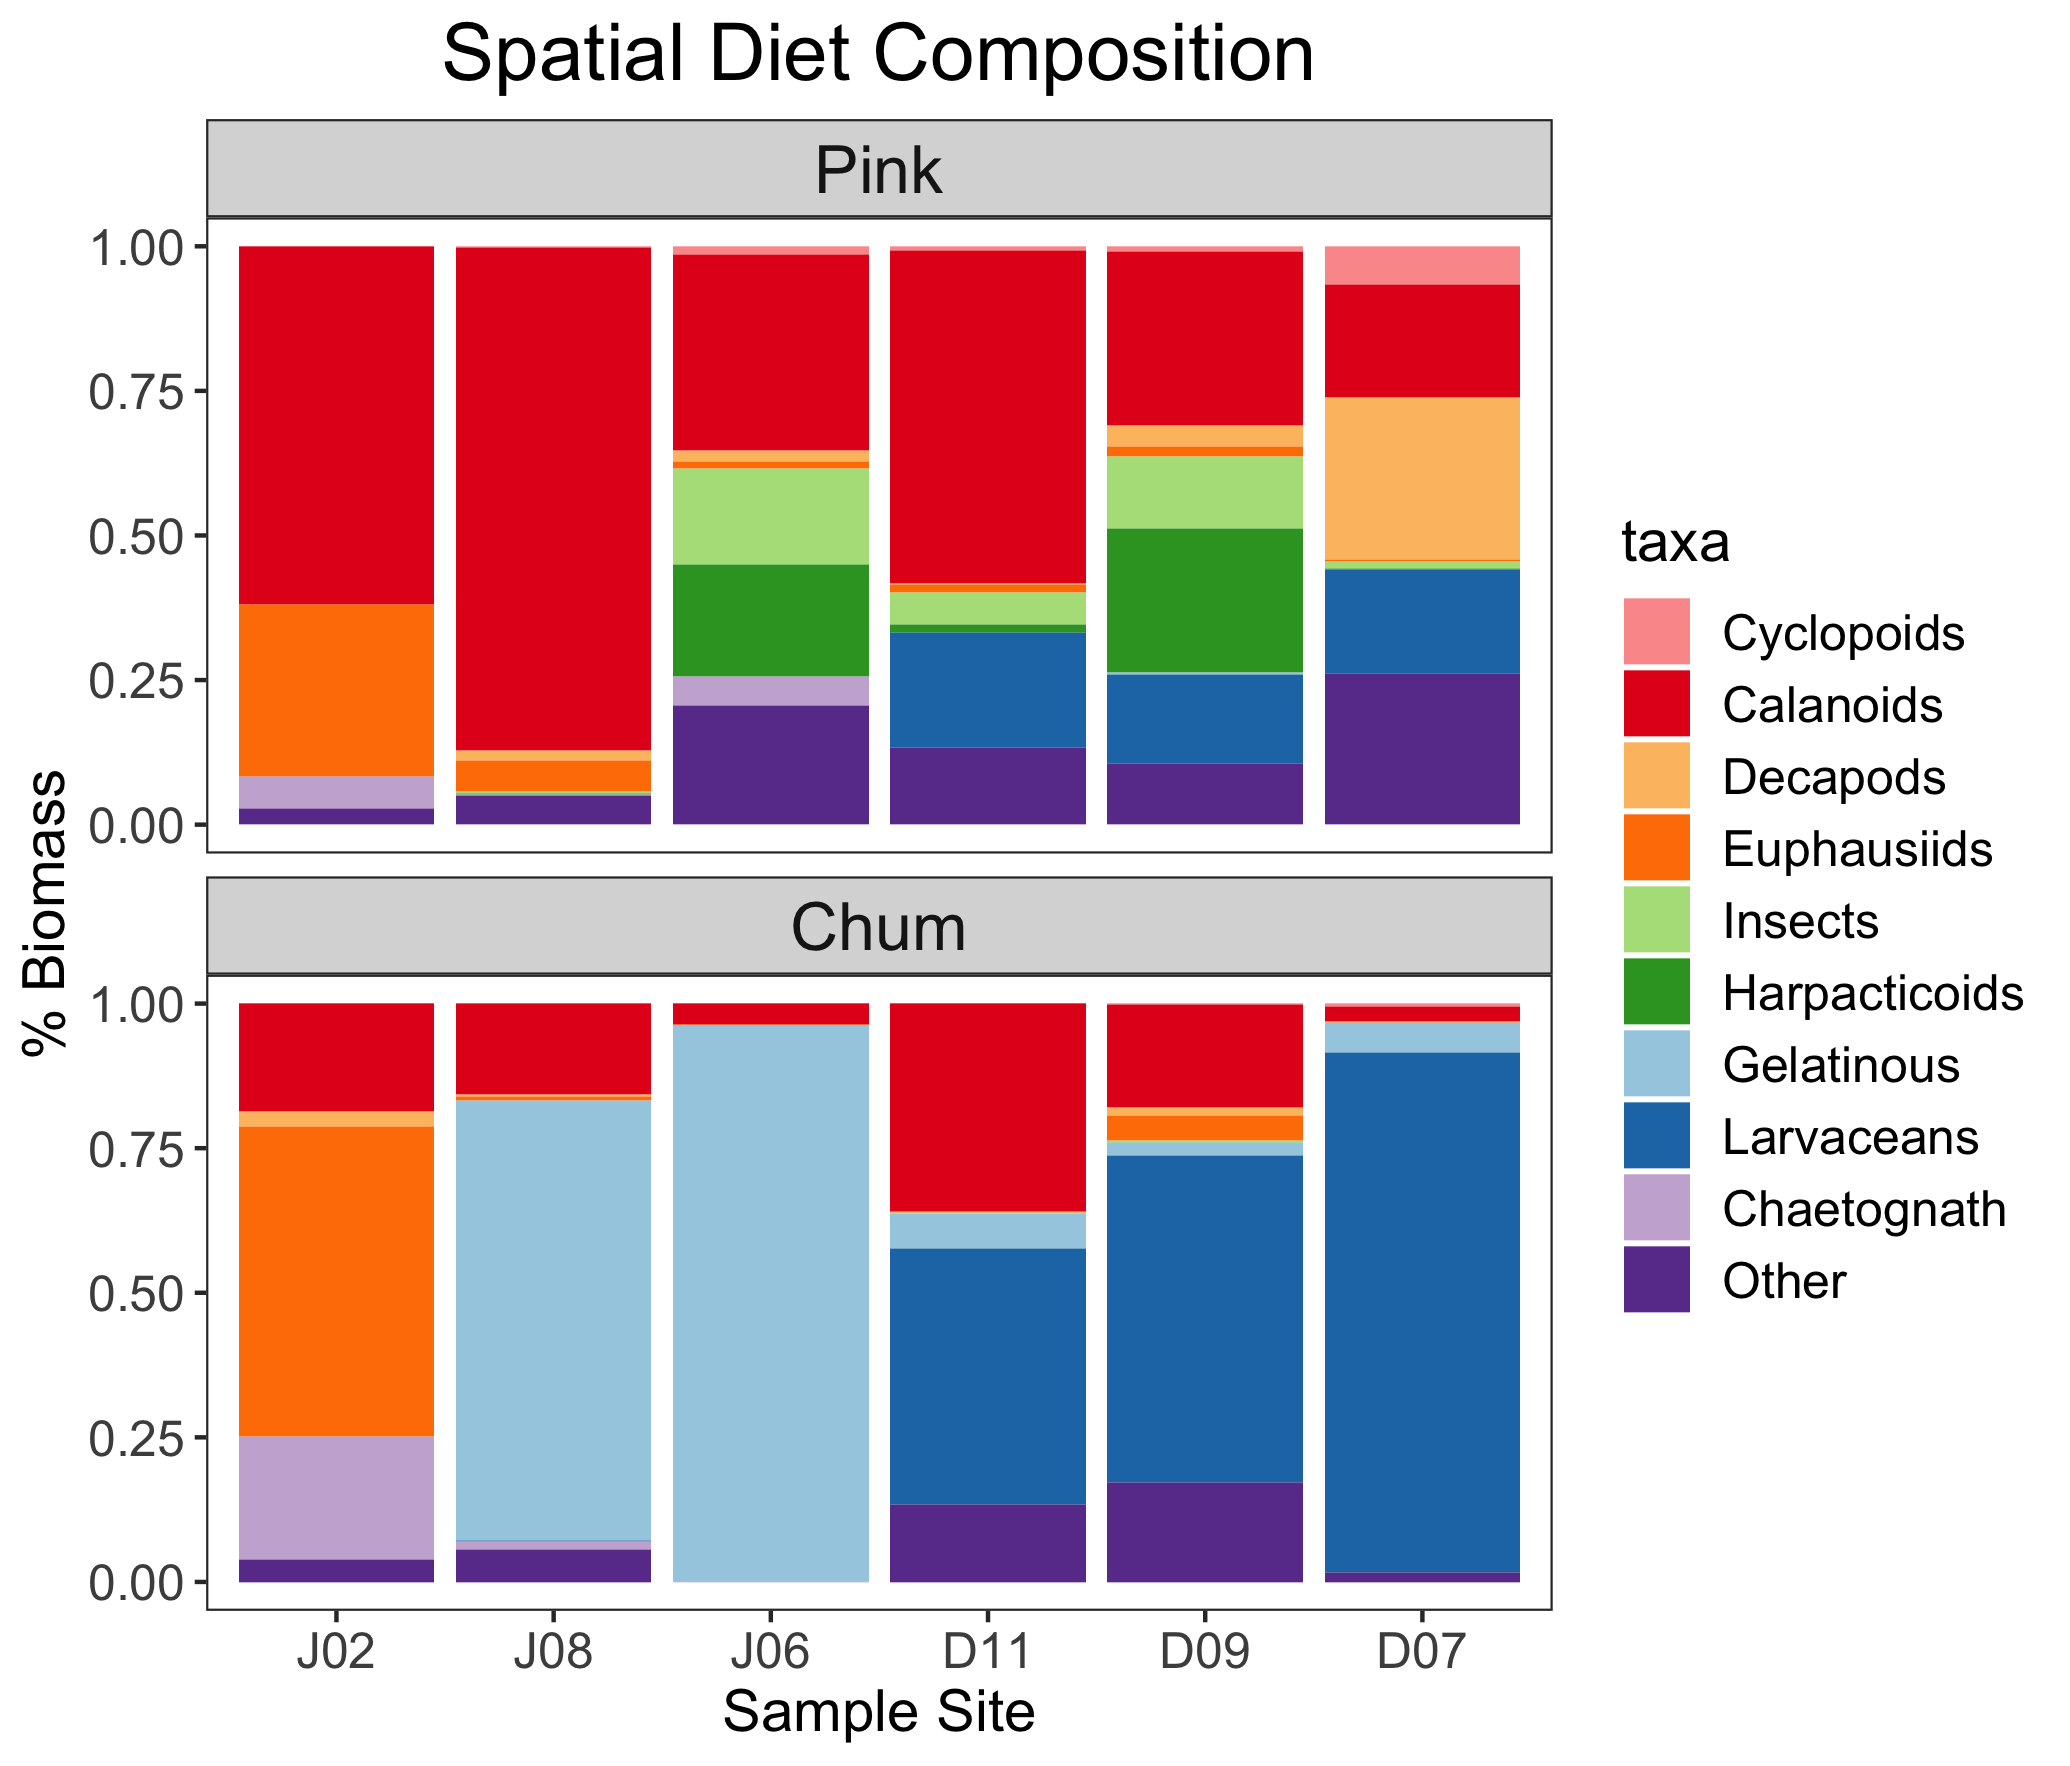 Spatial Diet Composition
Pink
1.00
0.75
0.50
0.25
0.00
Chum
1.00
0.75
0.50
0.25
0.00
% Biomass
J02 J08 J06 D11 D09 D07
Sample Site
taxa
Cyclopoids
Calanoids
Decapods
Euphausiids
Insects
Harpacticoids
Gelatinous
Larvaceans
Chaetognath
Other